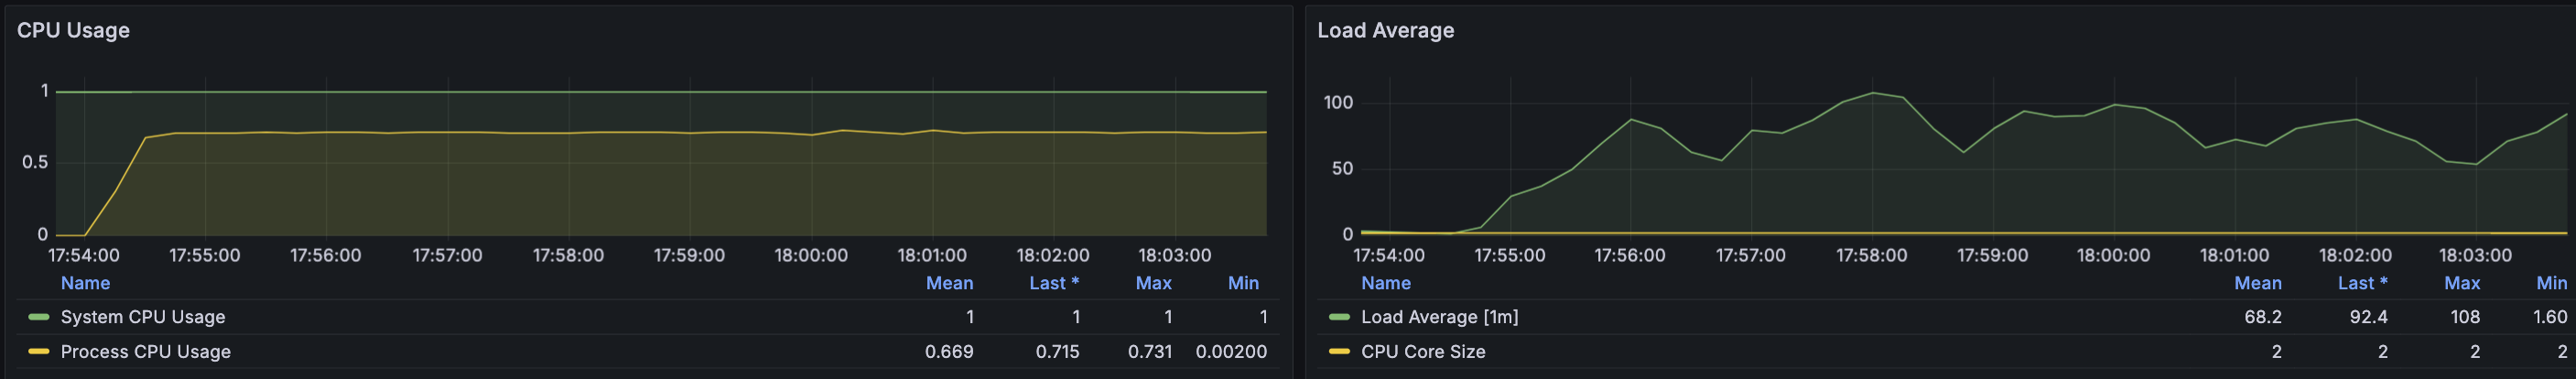 CPU Usage
1
0.5
0
17:54:00 17:55:00 17:56:00 17:57:00 17:58:00 17:59:00 18:00:00 18:01:00 18:02:00 18:03:00
Name Mean Last * Max Min
System CPU Usage 1 1 1 1
Process CPU Usage 0.669 0.715 0.731 0.00200
Load Average
100
50
0
17:54:00 17:55:00 17:56:00 17:57:00 17:58:00 17:59:00 18:00:00 18:01:00 18:02:00 18:03:00
Name Mean Last * Max Min
Load Average [1m] 68.2 92.4 108 1.60
CPU Core Size 2 2 2 2